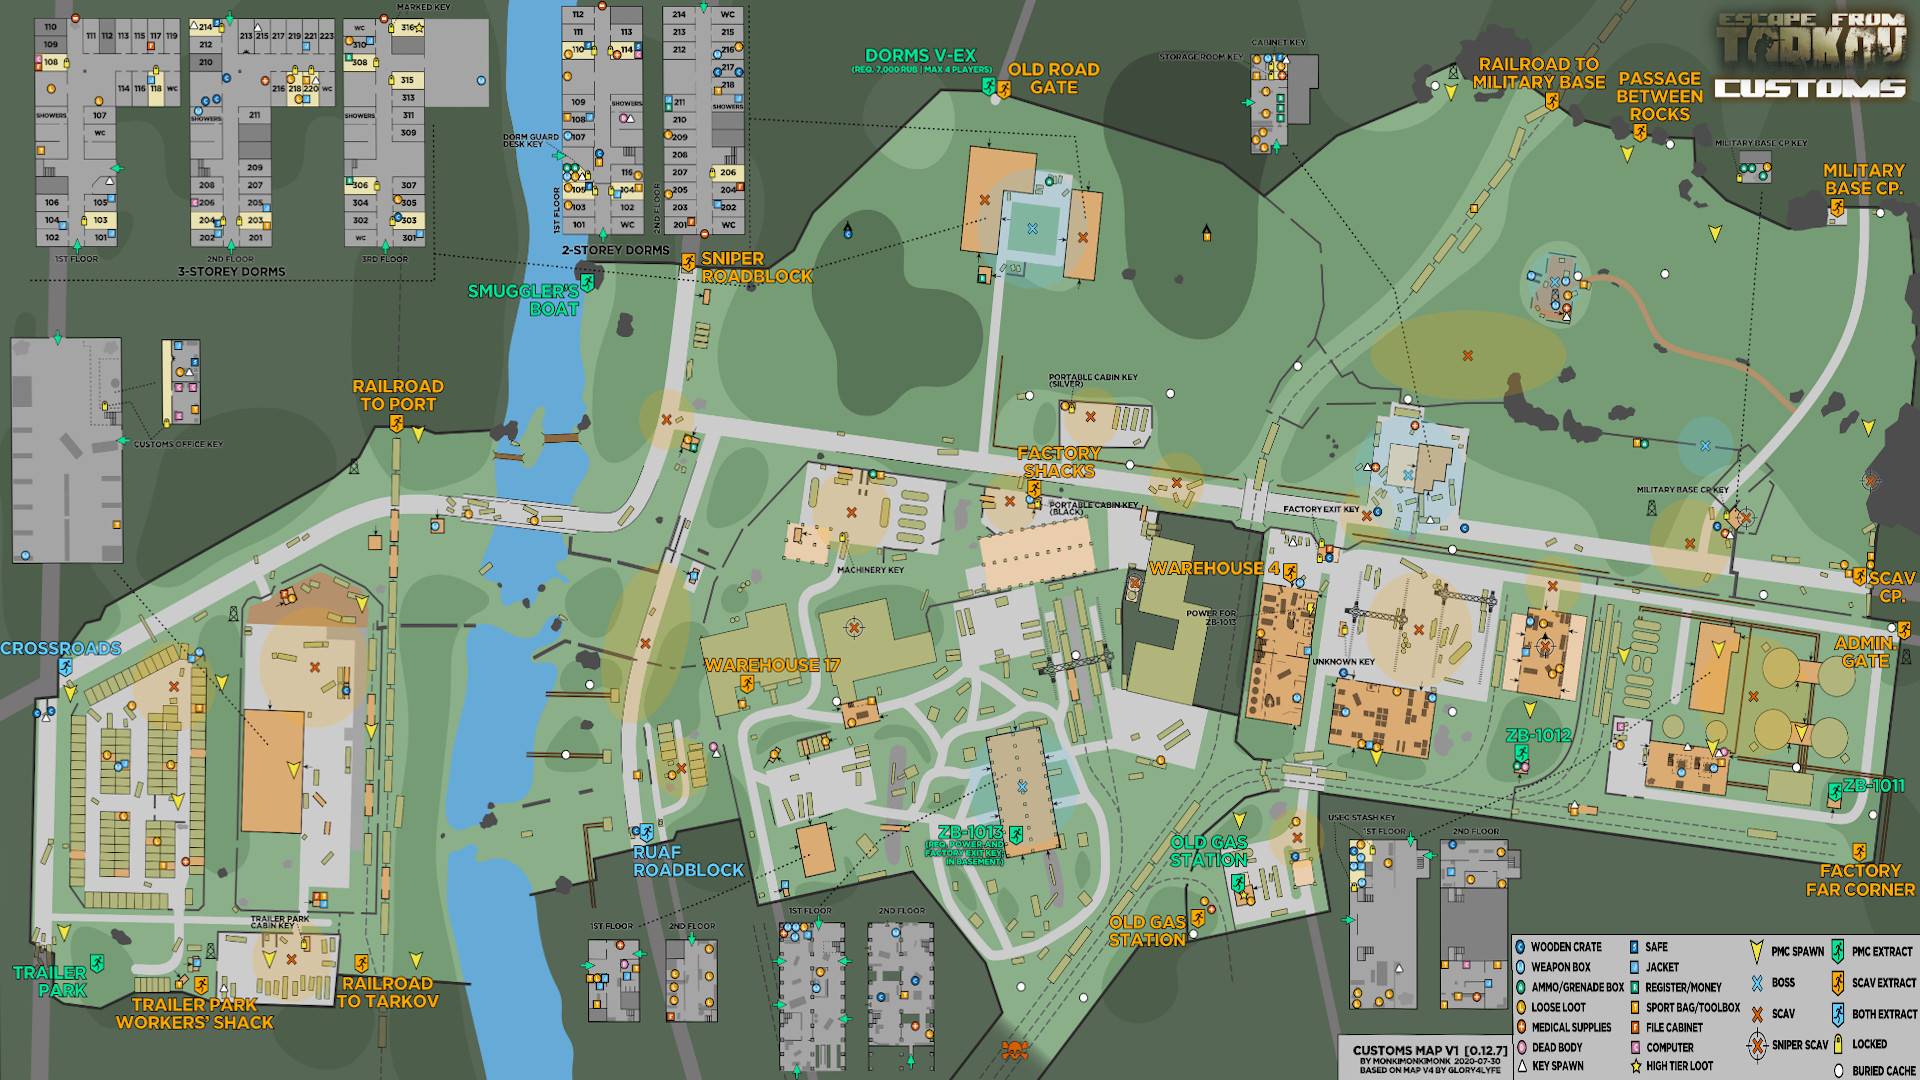 ESCAPE FROM
TARKOV
CUSTOMS
MARKED KEY
110
109
108
111
112
113
115
117
119
114
116
118
WC
SHOWERS
107
WC
106
105
104
103
102
101
1ST FLOOR
214
212
210
213
215
217
219
221
223
216
218
220
WC
SHOWERS
211
209
208
207
206
205
204
203
202
201
2ND FLOOR
3-STOREY DORMS
WC
310
308
316
315
313
SHOWERS
311
309
306
307
304
305
302
303
WC
301
3RD FLOOR
112
111
113
110
114
109
SHOWERS
108
107
DORM GUARD
DESK KEY
116
105
104
103
102
101
WC
1ST FLOOR
214
WC
213
215
212
216
217
218
211
SHOWERS
210
209
208
207
206
205
204
203
202
201
WC
2ND FLOOR
2-STOREY DORMS
DORMS V-EX
(REQ. 7,000 RUB | MAX 4 PLAYERS)
OLD ROAD
GATE
STORAGE ROOM KEY
CABINET KEY
RAILROAD TO
MILITARY BASE
PASSAGE
BETWEEN
ROCKS
MILITARY BASE CP KEY
MILITARY
BASE CP.
SNIPER
ROADBLOCK
SMUGGLER'S
BOAT
RAILROAD
TO PORT
CUSTOMS OFFICE KEY
PORTABLE CABIN KEY
(SILVER)
FACTORY
SHACKS
PORTABLE CABIN KEY
(BLACK)
MACHINERY KEY
FACTORY EXIT KEY
MILITARY BASE CP KEY
WAREHOUSE 4
SCAV
CP.
POWER FOR
ZB-1013
CROSSROADS
WAREHOUSE 17
UNKNOWN KEY
ADMIN.
GATE
ZB-1012
ZB-1011
ZB-1013
(REQ. POWER AND
FACTORY EXIT KEY
IN BASEMENT)
RUAF
ROADBLOCK
OLD GAS
STATION
USEC STASH KEY
1ST FLOOR
2ND FLOOR
FACTORY
FAR CORNER
TRAILER PARK
CABIN KEY
1ST FLOOR
2ND FLOOR
1ST FLOOR
2ND FLOOR
OLD GAS
STATION
TRAILER
PARK
TRAILER PARK
WORKERS' SHACK
RAILROAD
TO TARKOV
CUSTOMS MAP V1 [0.12.7]
BY MONKIMONKIMONK 2020-07-30
BASED ON MAP V4 BY GLORY4LYFE
WOODEN CRATE
WEAPON BOX
AMMO/GRENADE BOX
LOOSE LOOT
MEDICAL SUPPLIES
DEAD BODY
KEY SPAWN
SAFE
JACKET
REGISTER/MONEY
SPORT BAG/TOOLBOX
FILE CABINET
COMPUTER
HIGH TIER LOOT
PMC SPAWN
BOSS
SCAV
SNIPER SCAV
PMC EXTRACT
SCAV EXTRACT
BOTH EXTRACT
LOCKED
BURIED CACHE